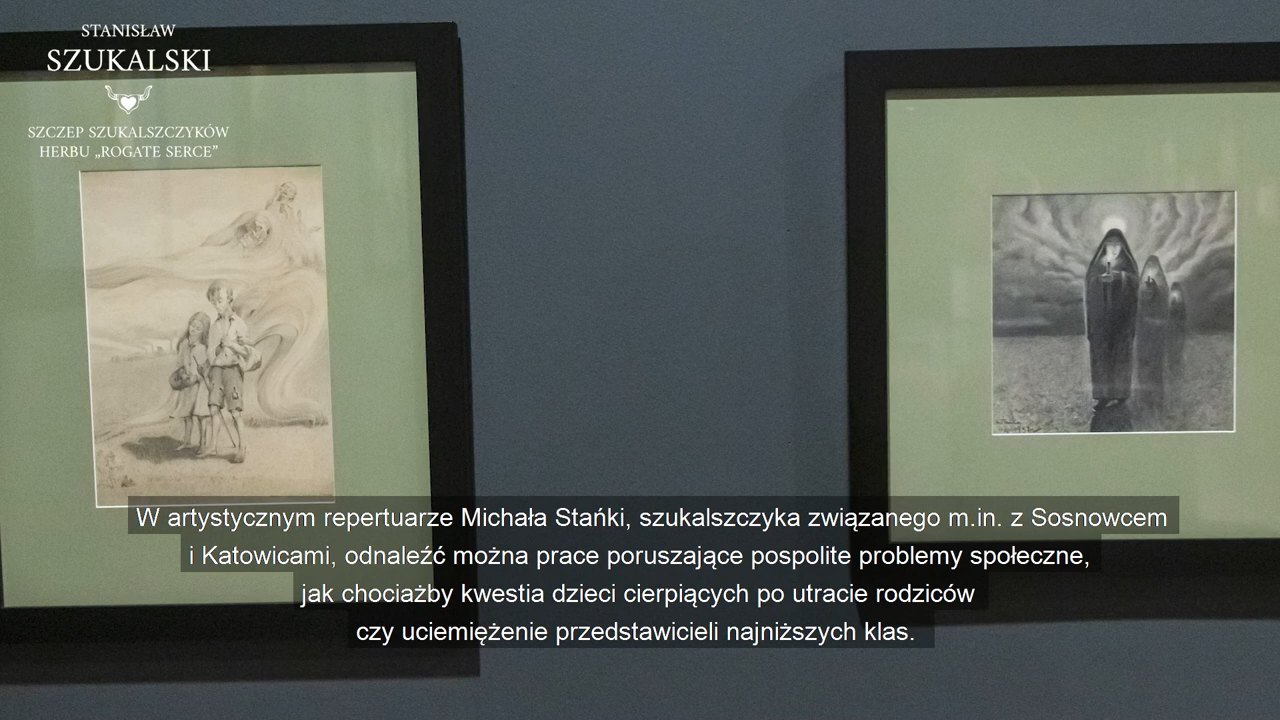 STANISŁAW
SZUKALSKI
SZCZEP SZUKALSZCZYKÓW
HERBU „ROGATE SERCE”
W artystycznym repertuarze Michała Stańki, szukalszczyka związanego m.in. z Sosnowcem
i Katowicami, odnaleźć można prace poruszające pospolite problemy społeczne,
jak chociażby kwestia dzieci cierpiących po utracie rodziców
czy uciemiężenie przedstawicieli najniższych klas.